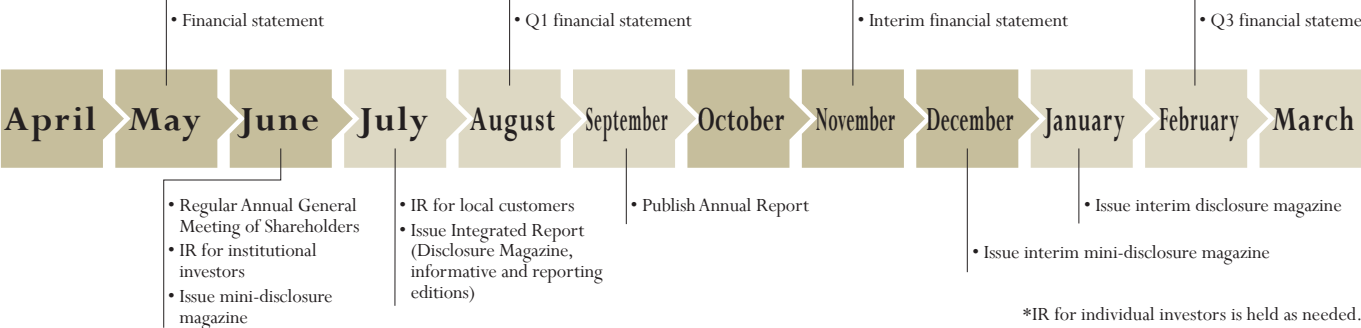 • Financial statement
• Q1 financial statement
• Interim financial statement
• Q3 financial stateme
April
May
June
July
August
September
October
November
December
January
February
March
• Regular Annual General
Meeting of Shareholders
• IR for institutional
investors
• Issue mini-disclosure
magazine
• IR for local customers
• Issue Integrated Report
(Disclosure Magazine,
informative and reporting
editions)
• Publish Annual Report
• Issue interim mini-disclosure magazine
• Issue interim disclosure magazine
*IR for individual investors is held as needed.